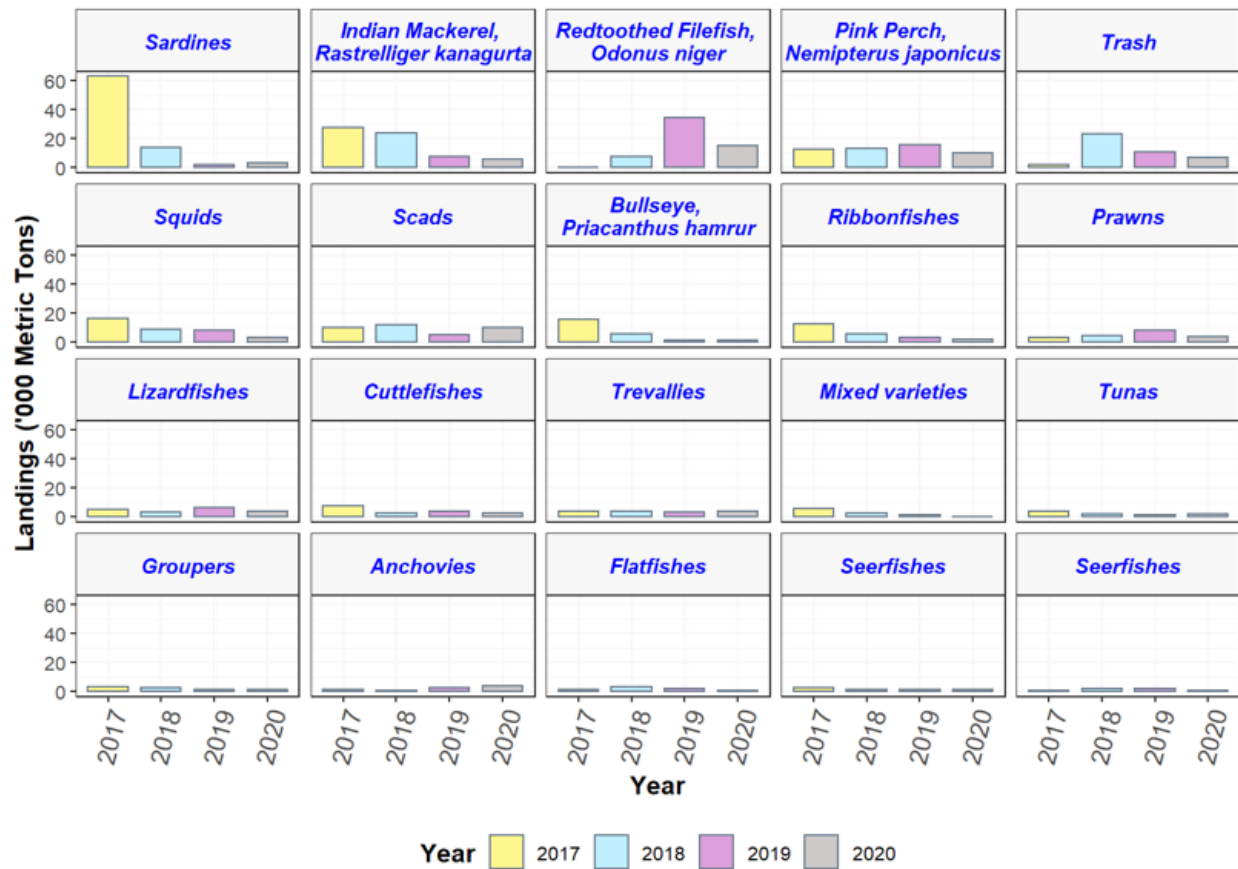 Sardines
Indian Mackerel,
Rastrelliger kanagurta
Redtoothed Filefish,
Odonus niger
Pink Perch,
Nemipterus japonicus
Trash
60
40
20
0
Squids
Scads
Bullseye,
Priacanthus hamrur
Ribbonfishes
Prawns
60
40
20
0
Lizardfishes
Cuttlefishes
Trevallies
Mixed varieties
Tunas
60
40
20
0
Groupers
Anchovies
Flatfishes
Seerfishes
Seerfishes
60
40
20
0
Landings ('000 Metric Tons)
2017 2018 2019 2020
2017 2018 2019 2020
2017 2018 2019 2020
2017 2018 2019 2020
2017 2018 2019 2020
Year
Year 2017 2018 2019 2020